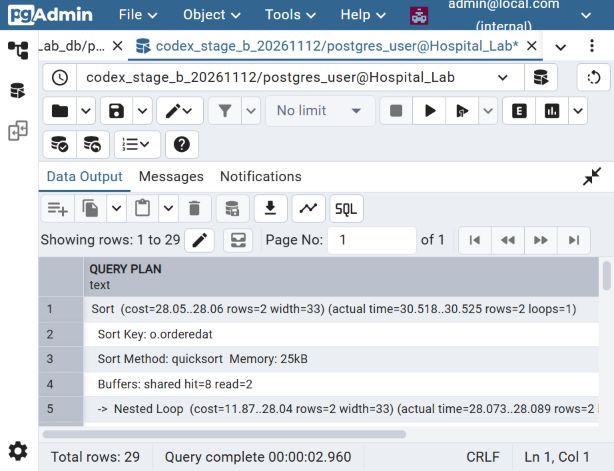 pgAdmin File Object Tools Help admin@local.com (internal)
_ab_db/p... codex_stage_b_20261112/postgres_user@Hospital_Lab*
codex_stage_b_20261112/postgres_user@Hospital_Lab
No limit E
Data Output Messages Notifications
SQL
Showing rows: 1 to 29 Page No: 1 of 1
QUERY PLAN
text
1 Sort (cost=28.05..28.06 rows=2 width=33) (actual time=30.518..30.525 rows=2 loops=1)
2 Sort Key: o.orderedat
3 Sort Method: quicksort Memory: 25kB
4 Buffers: shared hit=8 read=2
5 -> Nested Loop (cost=11.87..28.04 rows=2 width=33) (actual time=28.073..28.089 rows=2
Total rows: 29 Query complete 00:00:02.960 CRLF Ln 1, Col 1